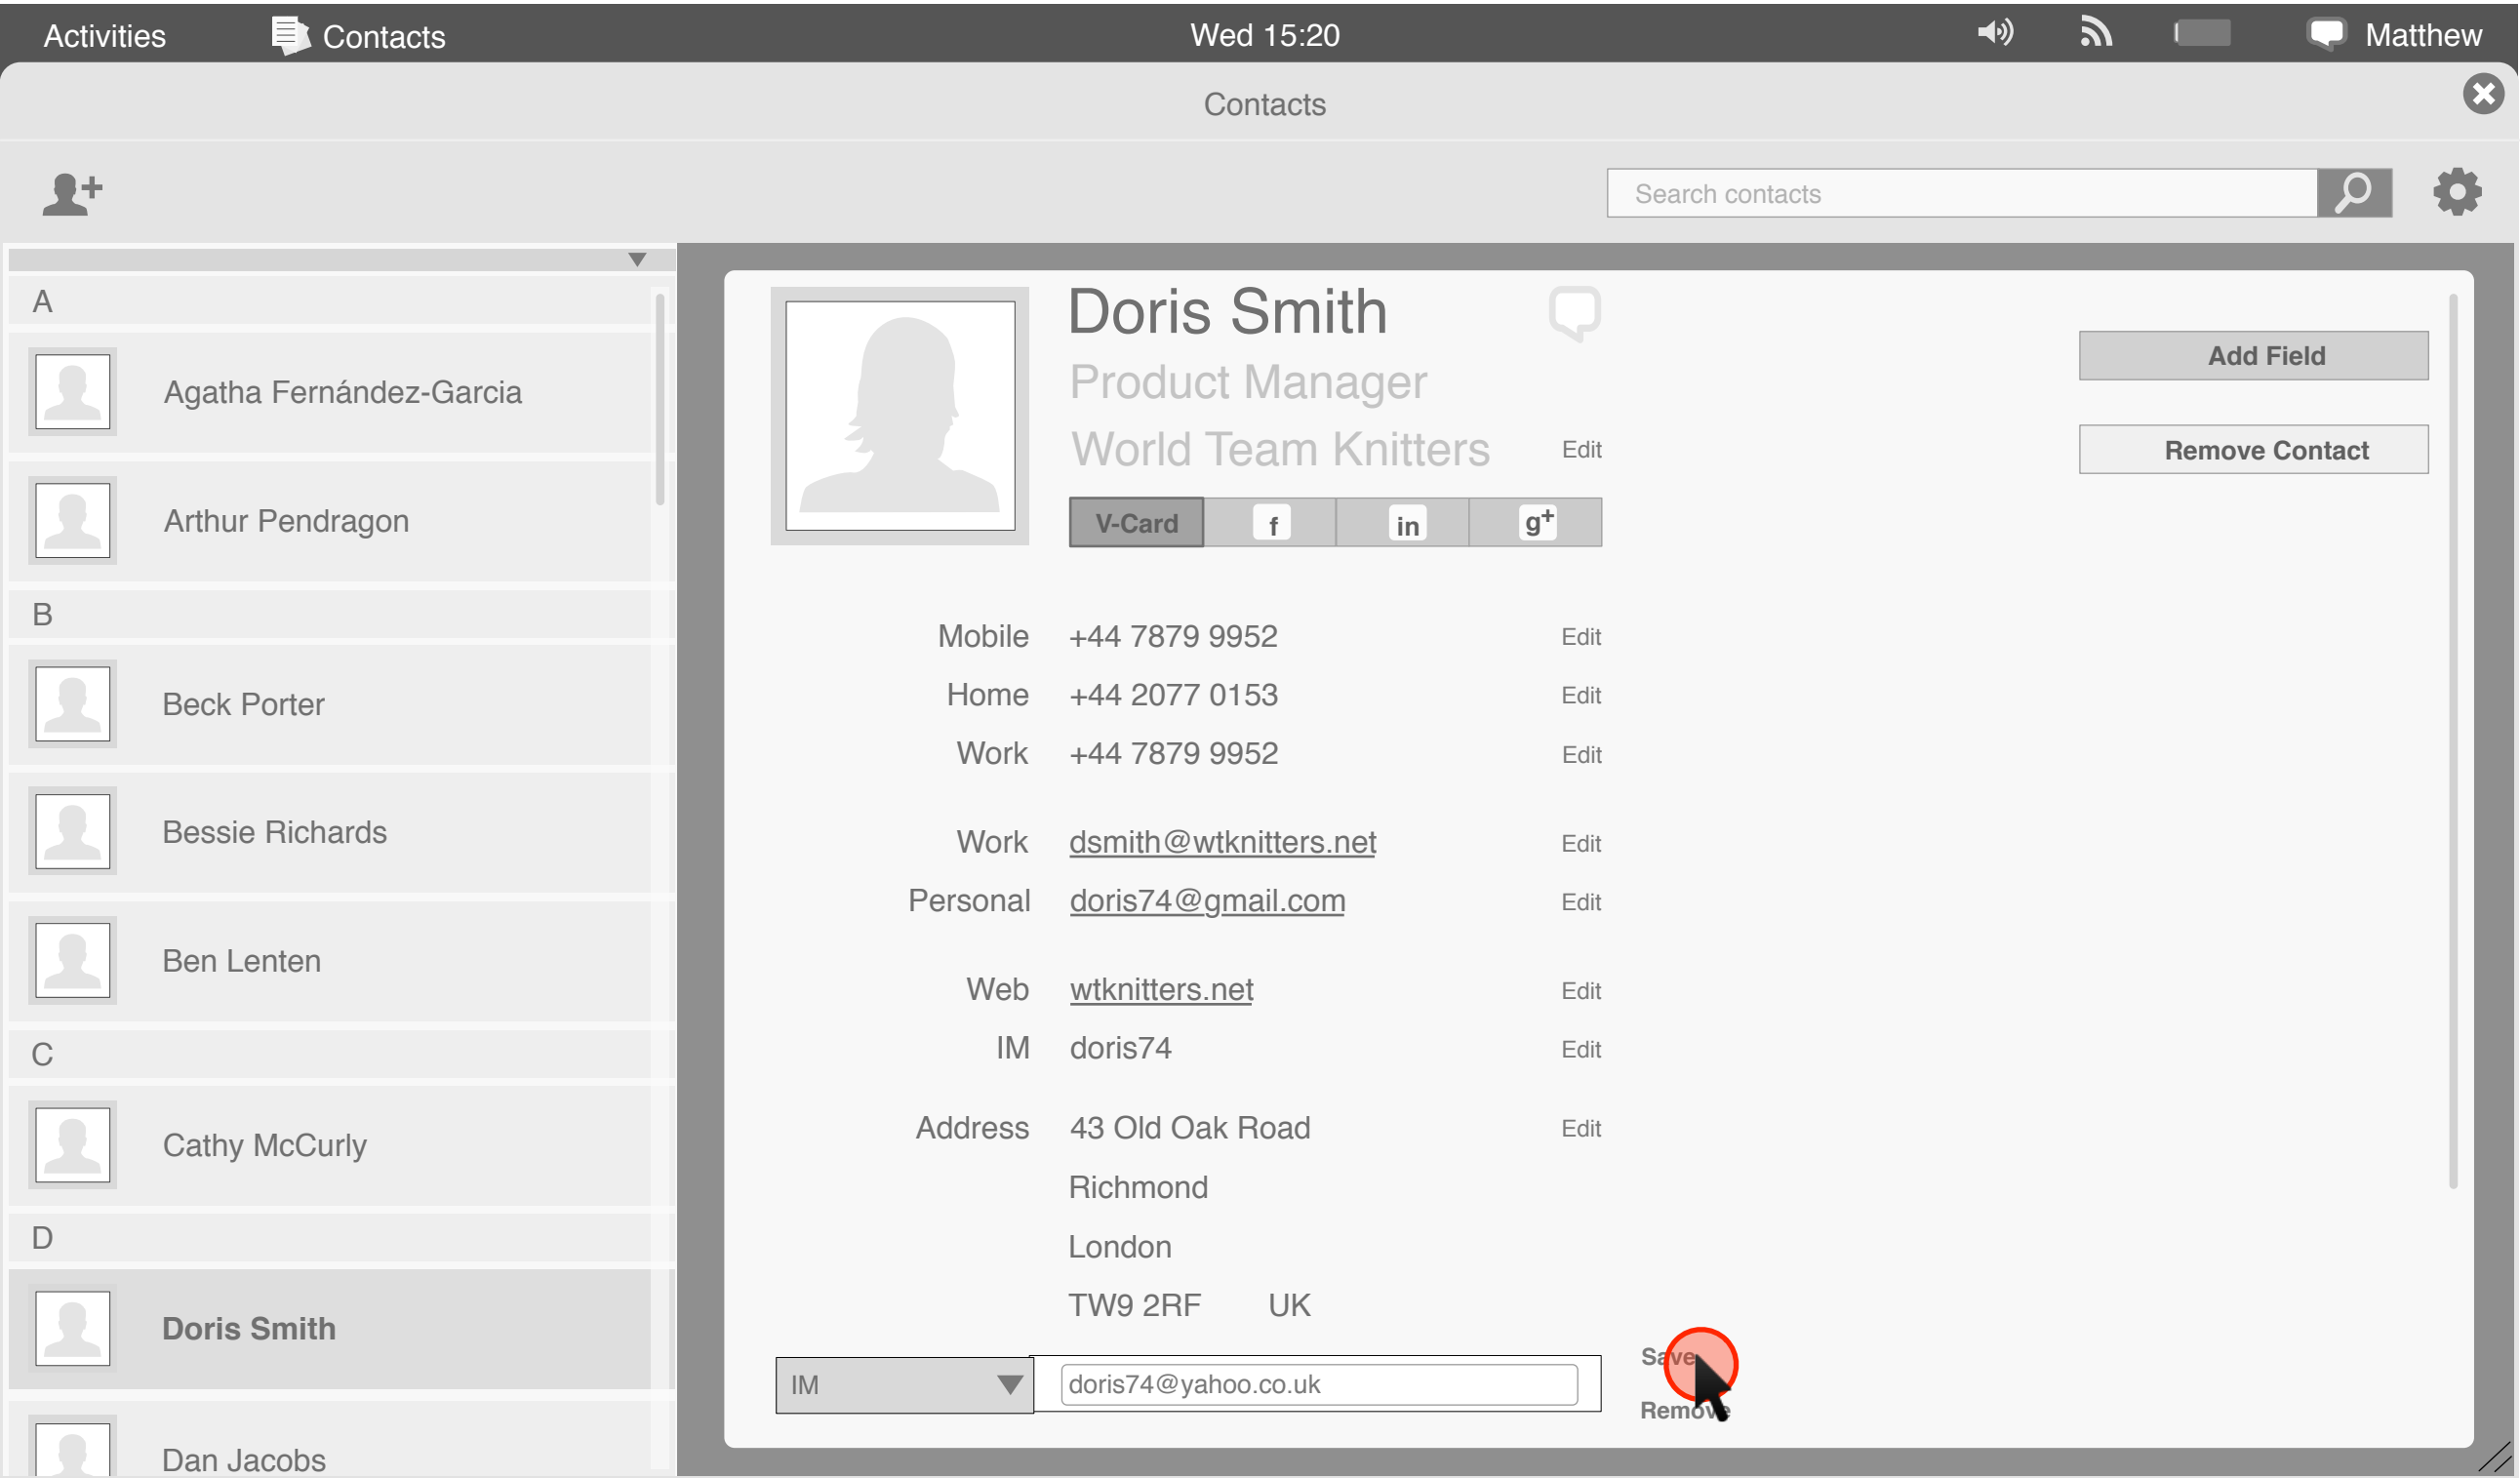 Activities
Contacts
Wed 15:20
Matthew
Contacts
Search contacts
A
Agatha Fernández-Garcia
Arthur Pendragon
B
Beck Porter
Bessie Richards
Ben Lenten
C
Cathy McCurly
D
Doris Smith
Dan Jacobs
Doris Smith
Product Manager
World Team Knitters Edit
V-Card f in g+
Add Field
Remove Contact
Mobile +44 7879 9952 Edit
Home +44 2077 0153 Edit
Work +44 7879 9952 Edit
Work dsmith@wtknitters.net Edit
Personal doris74@gmail.com Edit
Web wtknitters.net Edit
IM doris74 Edit
Address 43 Old Oak Road Edit
Richmond
London
TW9 2RF UK
IM doris74@yahoo.co.uk
Save
Remove